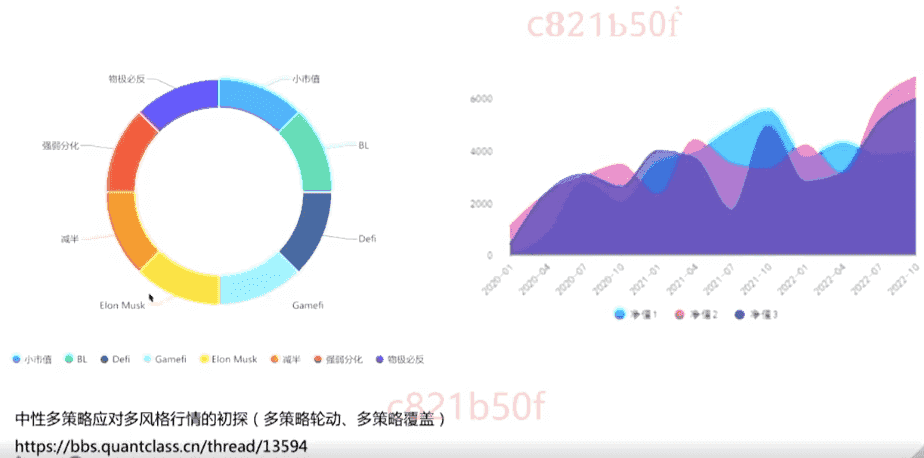 c821b50f
物极必反
小市值
强弱分化
BL
减半
Defi
Elon Musk
Gamefi
小市值 BL Defi Gamefi Elon Musk 减半 强弱分化 物极必反
6000
4000
2000
0
2020-01 2020-04 2020-07 2020-10 2021-01 2021-04 2021-07 2021-10 2022-01 2022-04 2022-07 2022-10
净值1 净值2 净值3
c821b50f
中性多策略应对多风格行情的初探（多策略轮动、多策略覆盖）
https://bbs.quantclass.cn/thread/13594